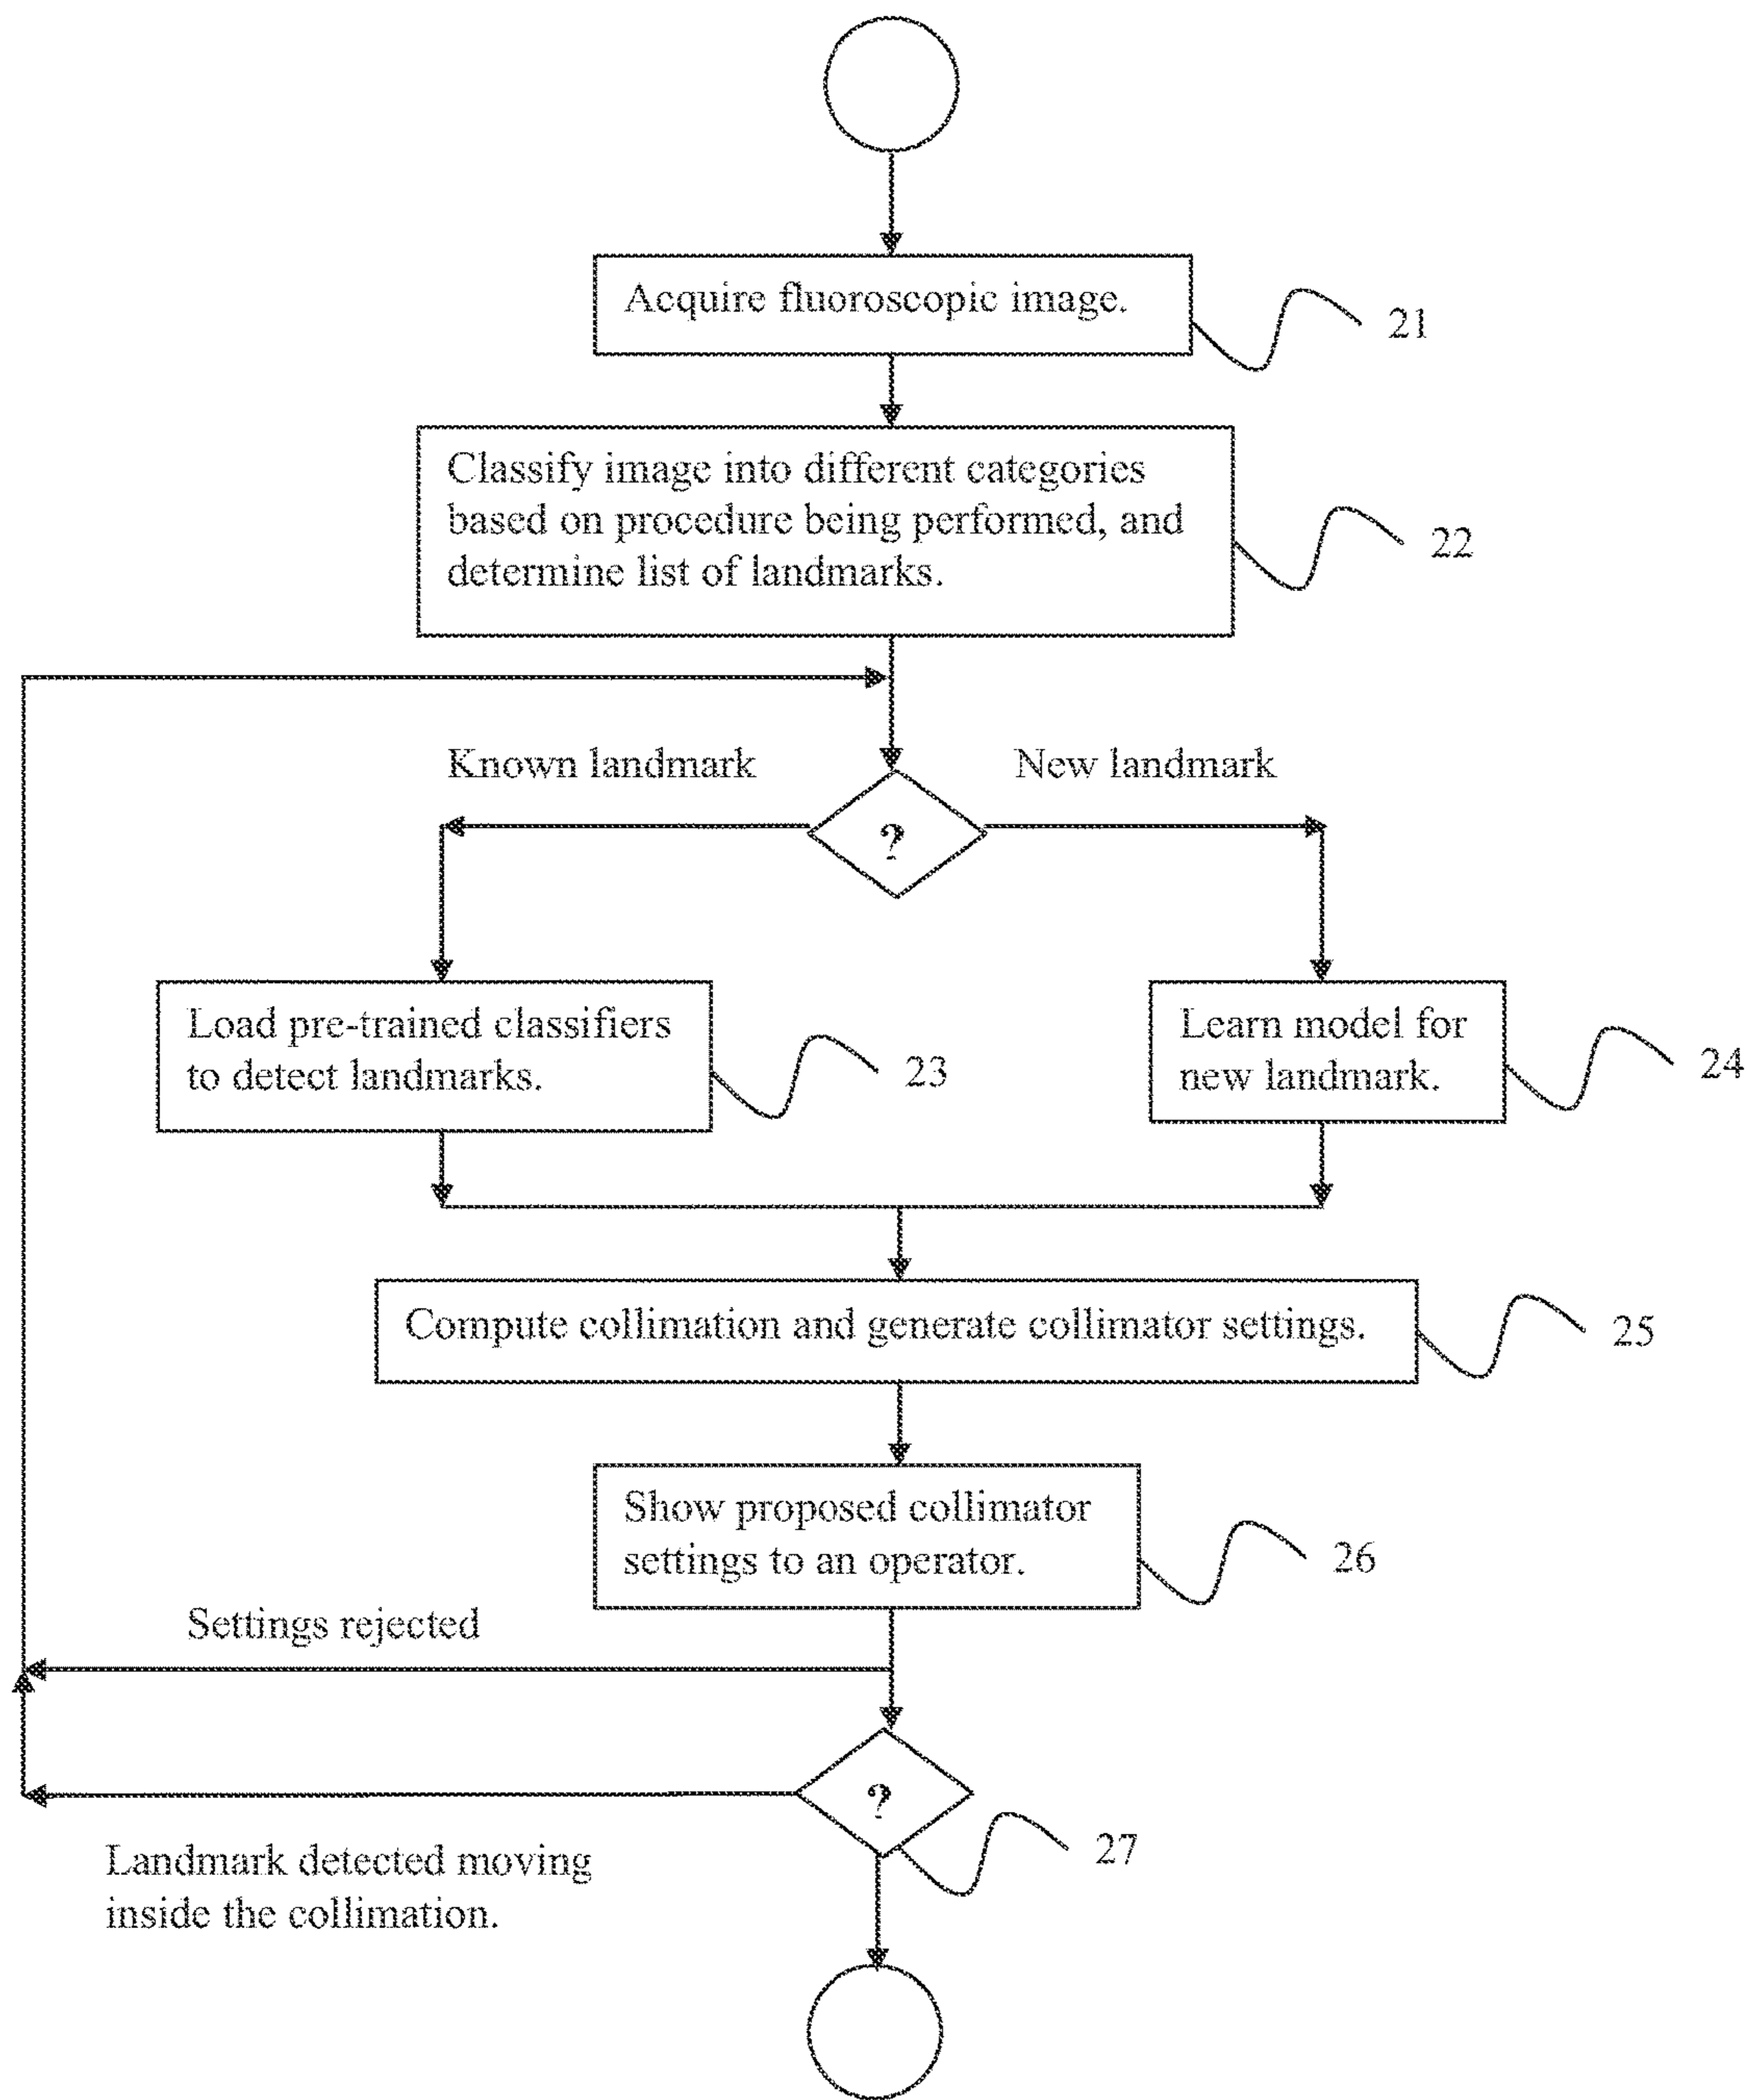 Acquire fluoroscopic image.
21
Classify image into different categories
based on procedure being performed, and
determine list of landmarks.
22
Known landmark
New landmark
?
Load pre-trained classifiers
to detect landmarks.
23
Learn model for
new landmark.
24
Compute collimation and generate collimator settings.
25
Show proposed collimator
settings to an operator.
26
Settings rejected
?
27
Landmark detected moving
inside the collimation.